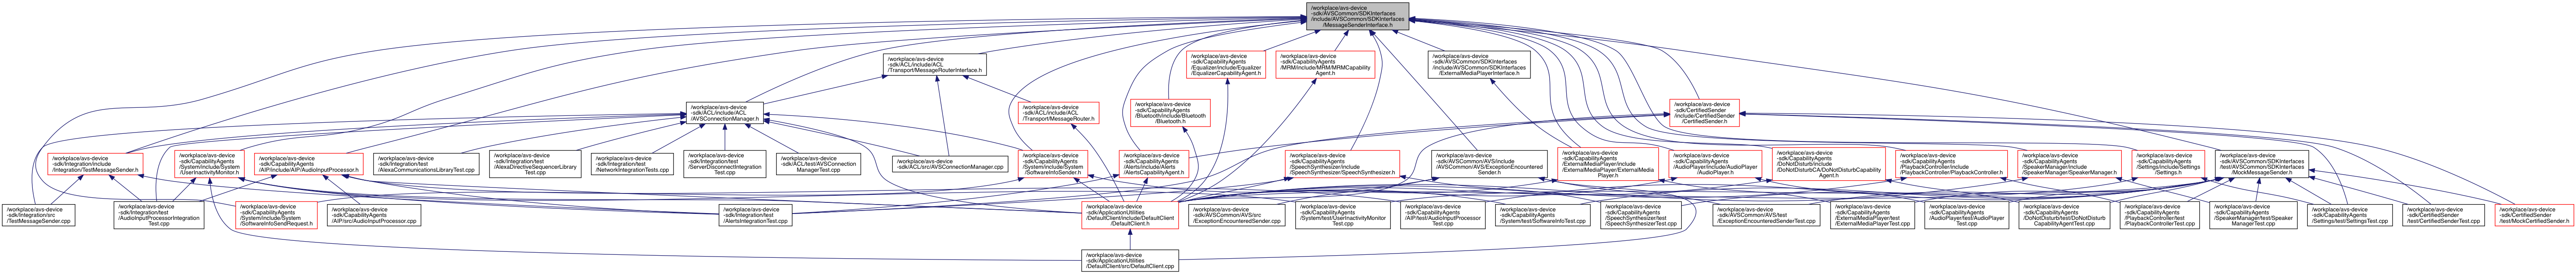 /workplace/avs-device
-sdk/AVSCommon/SDKInterfaces
/include/AVSCommon/SDKInterfaces
/MessageSenderInterface.h
/workplace/avs-device
-sdk/ACL/include/ACL
/Transport/MessageRouterInterface.h
/workplace/avs-device
-sdk/CapabilityAgents
/Equalizer/include/Equalizer
/EqualizerCapabilityAgent.h
/workplace/avs-device
-sdk/CapabilityAgents
/MRM/include/MRM/MRMCapability
Agent.h
/workplace/avs-device
-sdk/AVSCommon/SDKInterfaces
/include/AVSCommon/SDKInterfaces
/ExternalMediaPlayerInterface.h
/workplace/avs-device
-sdk/ACL/include/ACL
/AVSConnectionManager.h
/workplace/avs-device
-sdk/ACL/include/ACL
/Transport/MessageRouter.h
/workplace/avs-device
-sdk/CapabilityAgents
/Bluetooth/include/Bluetooth
/Bluetooth.h
/workplace/avs-device
-sdk/CertifiedSender
/include/CertifiedSender
/CertifiedSender.h
/workplace/avs-device
-sdk/Integration/include
/Integration/TestMessageSender.h
/workplace/avs-device
-sdk/CapabilityAgents
/System/include/System
/UserInactivityMonitor.h
/workplace/avs-device
-sdk/CapabilityAgents
/AIP/include/AIP/AudioInputProcessor.h
/workplace/avs-device
-sdk/Integration/test
/AlexaCommunicationsLibraryTest.cpp
/workplace/avs-device
-sdk/Integration/test
/AlexaDirectiveSequencerLibrary
Test.cpp
/workplace/avs-device
-sdk/Integration/test
/NetworkIntegrationTests.cpp
/workplace/avs-device
-sdk/Integration/test
/ServerDisconnectIntegration
Test.cpp
/workplace/avs-device
-sdk/ACL/test/AVSConnection
ManagerTest.cpp
/workplace/avs-device
-sdk/ACL/src/AVSConnectionManager.cpp
/workplace/avs-device
-sdk/CapabilityAgents
/System/include/System
/SoftwareInfoSender.h
/workplace/avs-device
-sdk/CapabilityAgents
/Alerts/include/Alerts
/AlertsCapabilityAgent.h
/workplace/avs-device
-sdk/CapabilityAgents
/SpeechSynthesizer/include
/SpeechSynthesizer/SpeechSynthesizer.h
/workplace/avs-device
-sdk/AVSCommon/AVS/include
/AVSCommon/AVS/ExceptionEncountered
Sender.h
/workplace/avs-device
-sdk/CapabilityAgents
/ExternalMediaPlayer/include
/ExternalMediaPlayer/ExternalMedia
Player.h
/workplace/avs-device
-sdk/CapabilityAgents
/AudioPlayer/include/AudioPlayer
/AudioPlayer.h
/workplace/avs-device
-sdk/CapabilityAgents
/DoNotDisturb/include
/DoNotDisturbCA/DoNotDisturbCapability
Agent.h
/workplace/avs-device
-sdk/CapabilityAgents
/PlaybackController/include
/PlaybackController/PlaybackController.h
/workplace/avs-device
-sdk/CapabilityAgents
/SpeakerManager/include
/SpeakerManager/SpeakerManager.h
/workplace/avs-device
-sdk/CapabilityAgents
/Settings/include/Settings
/Settings.h
/workplace/avs-device
-sdk/AVSCommon/SDKInterfaces
/test/AVSCommon/SDKInterfaces
/MockMessageSender.h
/workplace/avs-device
-sdk/Integration/src
/TestMessageSender.cpp
/workplace/avs-device
-sdk/Integration/test
/AudioInputProcessorIntegration
Test.cpp
/workplace/avs-device
-sdk/CapabilityAgents
/System/include/System
/SoftwareInfoSendRequest.h
/workplace/avs-device
-sdk/CapabilityAgents
/AIP/src/AudioInputProcessor.cpp
/workplace/avs-device
-sdk/Integration/test
/AlertsIntegrationTest.cpp
/workplace/avs-device
-sdk/ApplicationUtilities
/DefaultClient/include/DefaultClient
/DefaultClient.h
/workplace/avs-device
-sdk/AVSCommon/AVS/src
/ExceptionEncounteredSender.cpp
/workplace/avs-device
-sdk/CapabilityAgents
/System/test/UserInactivityMonitor
Test.cpp
/workplace/avs-device
-sdk/CapabilityAgents
/AIP/test/AudioInputProcessor
Test.cpp
/workplace/avs-device
-sdk/CapabilityAgents
/System/test/SoftwareInfoTest.cpp
/workplace/avs-device
-sdk/CapabilityAgents
/SpeechSynthesizer/test
/SpeechSynthesizerTest.cpp
/workplace/avs-device
-sdk/AVSCommon/AVS/test
/ExceptionEncounteredSenderTest.cpp
/workplace/avs-device
-sdk/CapabilityAgents
/ExternalMediaPlayer/test
/ExternalMediaPlayerTest.cpp
/workplace/avs-device
-sdk/CapabilityAgents
/AudioPlayer/test/AudioPlayer
Test.cpp
/workplace/avs-device
-sdk/CapabilityAgents
/DoNotDisturb/test/DoNotDisturb
CapabilityAgentTest.cpp
/workplace/avs-device
-sdk/CapabilityAgents
/PlaybackController/test
/PlaybackControllerTest.cpp
/workplace/avs-device
-sdk/CapabilityAgents
/SpeakerManager/test/Speaker
ManagerTest.cpp
/workplace/avs-device
-sdk/CapabilityAgents
/Settings/test/SettingsTest.cpp
/workplace/avs-device
-sdk/CertifiedSender
/test/CertifiedSenderTest.cpp
/workplace/avs-device
-sdk/CertifiedSender
/test/MockCertifiedSender.h
/workplace/avs-device
-sdk/ApplicationUtilities
/DefaultClient/src/DefaultClient.cpp